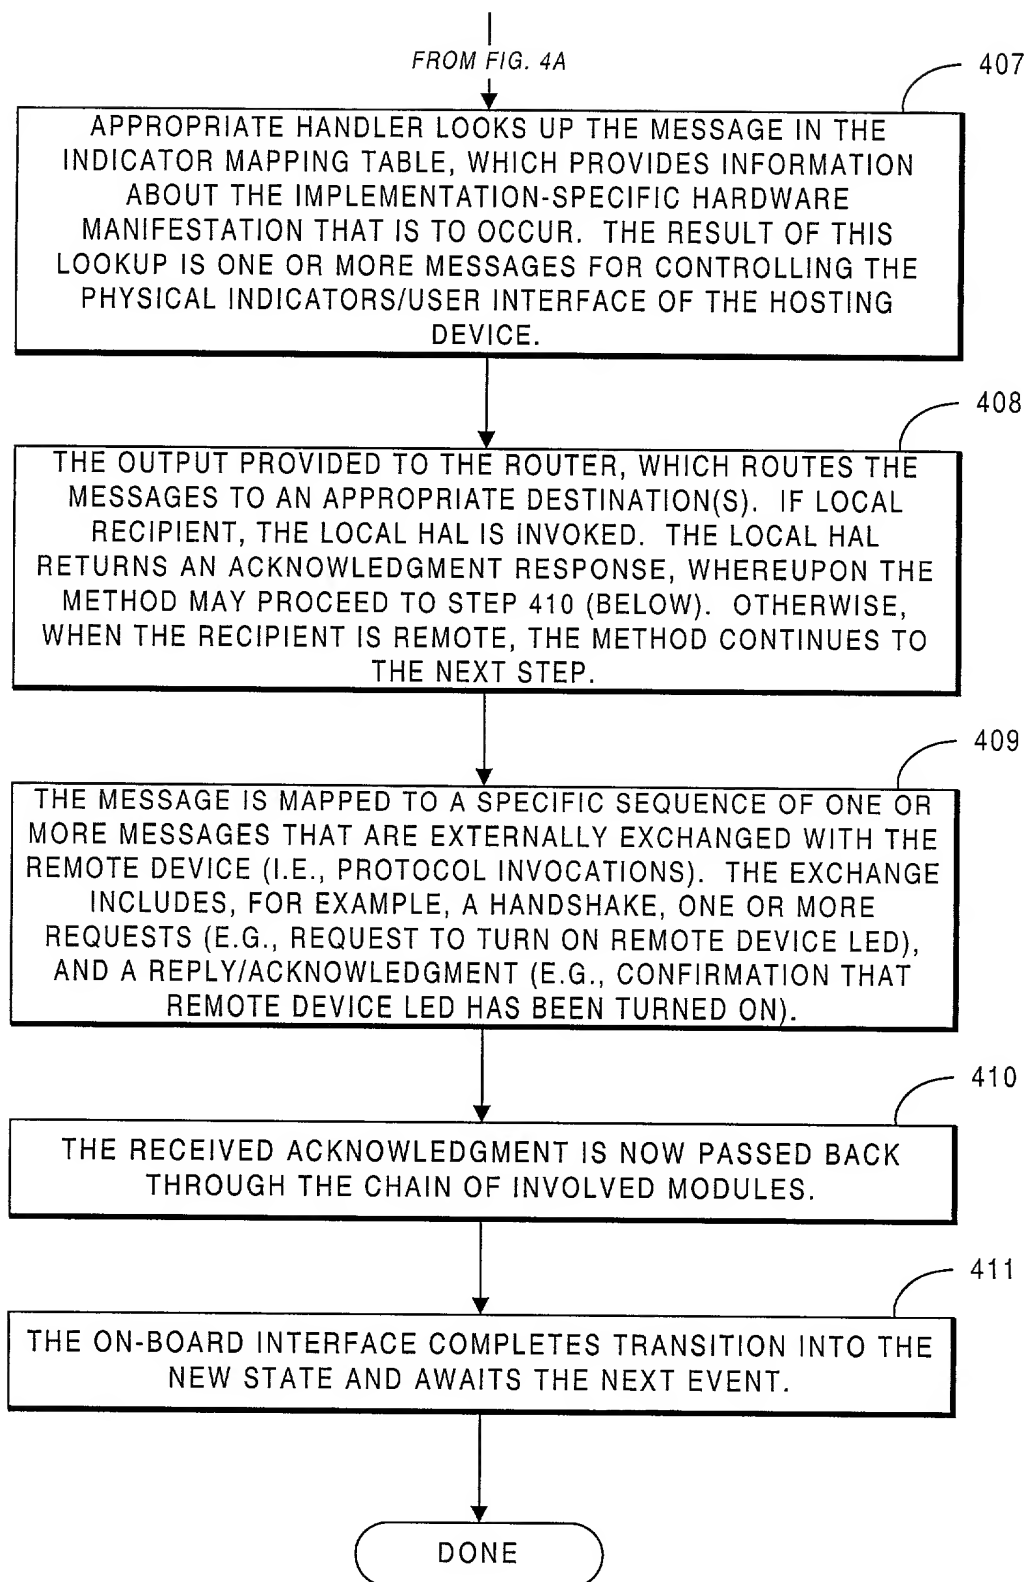 FROM FIG. 4A
407
APPROPRIATE HANDLER LOOKS UP THE MESSAGE IN THE
INDICATOR MAPPING TABLE, WHICH PROVIDES INFORMATION
ABOUT THE IMPLEMENTATION-SPECIFIC HARDWARE
MANIFESTATION THAT IS TO OCCUR. THE RESULT OF THIS
LOOKUP IS ONE OR MORE MESSAGES FOR CONTROLLING THE
PHYSICAL INDICATORS/USER INTERFACE OF THE HOSTING
DEVICE.
408
THE OUTPUT PROVIDED TO THE ROUTER, WHICH ROUTES THE
MESSAGES TO AN APPROPRIATE DESTINATION(S). IF LOCAL
RECIPIENT, THE LOCAL HAL IS INVOKED. THE LOCAL HAL
RETURNS AN ACKNOWLEDGMENT RESPONSE, WHEREUPON THE
METHOD MAY PROCEED TO STEP 410 (BELOW). OTHERWISE,
WHEN THE RECIPIENT IS REMOTE, THE METHOD CONTINUES TO
THE NEXT STEP.
409
THE MESSAGE IS MAPPED TO A SPECIFIC SEQUENCE OF ONE OR
MORE MESSAGES THAT ARE EXTERNALLY EXCHANGED WITH THE
REMOTE DEVICE (I.E., PROTOCOL INVOCATIONS). THE EXCHANGE
INCLUDES, FOR EXAMPLE, A HANDSHAKE, ONE OR MORE
REQUESTS (E.G., REQUEST TO TURN ON REMOTE DEVICE LED),
AND A REPLY/ACKNOWLEDGMENT (E.G., CONFIRMATION THAT
REMOTE DEVICE LED HAS BEEN TURNED ON).
410
THE RECEIVED ACKNOWLEDGMENT IS NOW PASSED BACK
THROUGH THE CHAIN OF INVOLVED MODULES.
411
THE ON-BOARD INTERFACE COMPLETES TRANSITION INTO THE
NEW STATE AND AWAITS THE NEXT EVENT.
DONE